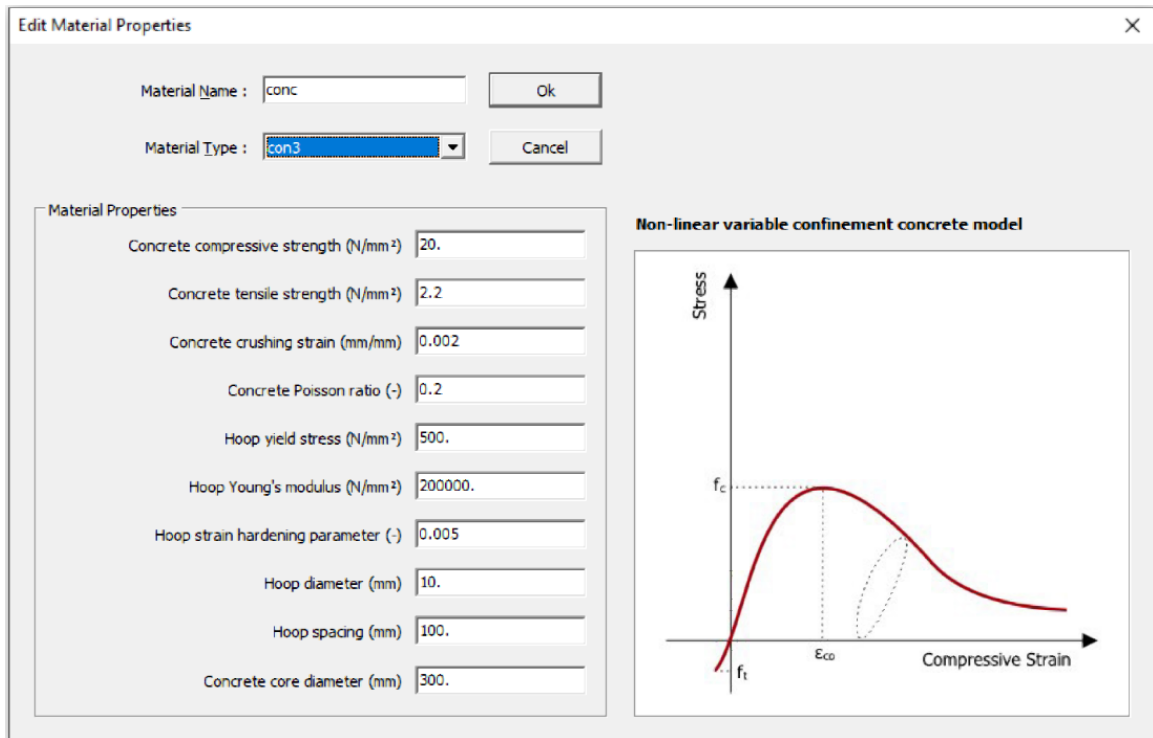 Edit Material Properties
Material Name : conc Ok
Material Type : con3 Cancel
Material Properties
Concrete compressive strength (N/mm²) 20.
Concrete tensile strength (N/mm²) 2.2
Concrete crushing strain (mm/mm) 0.002
Concrete Poisson ratio (-) 0.2
Hoop yield stress (N/mm²) 500.
Hoop Young's modulus (N/mm²) 200000.
Hoop strain hardening parameter (-) 0.005
Hoop diameter (mm) 10.
Hoop spacing (mm) 100.
Concrete core diameter (mm) 300.
Non-linear variable confinement concrete model
Stress
fc
εco
Compressive Strain
ft